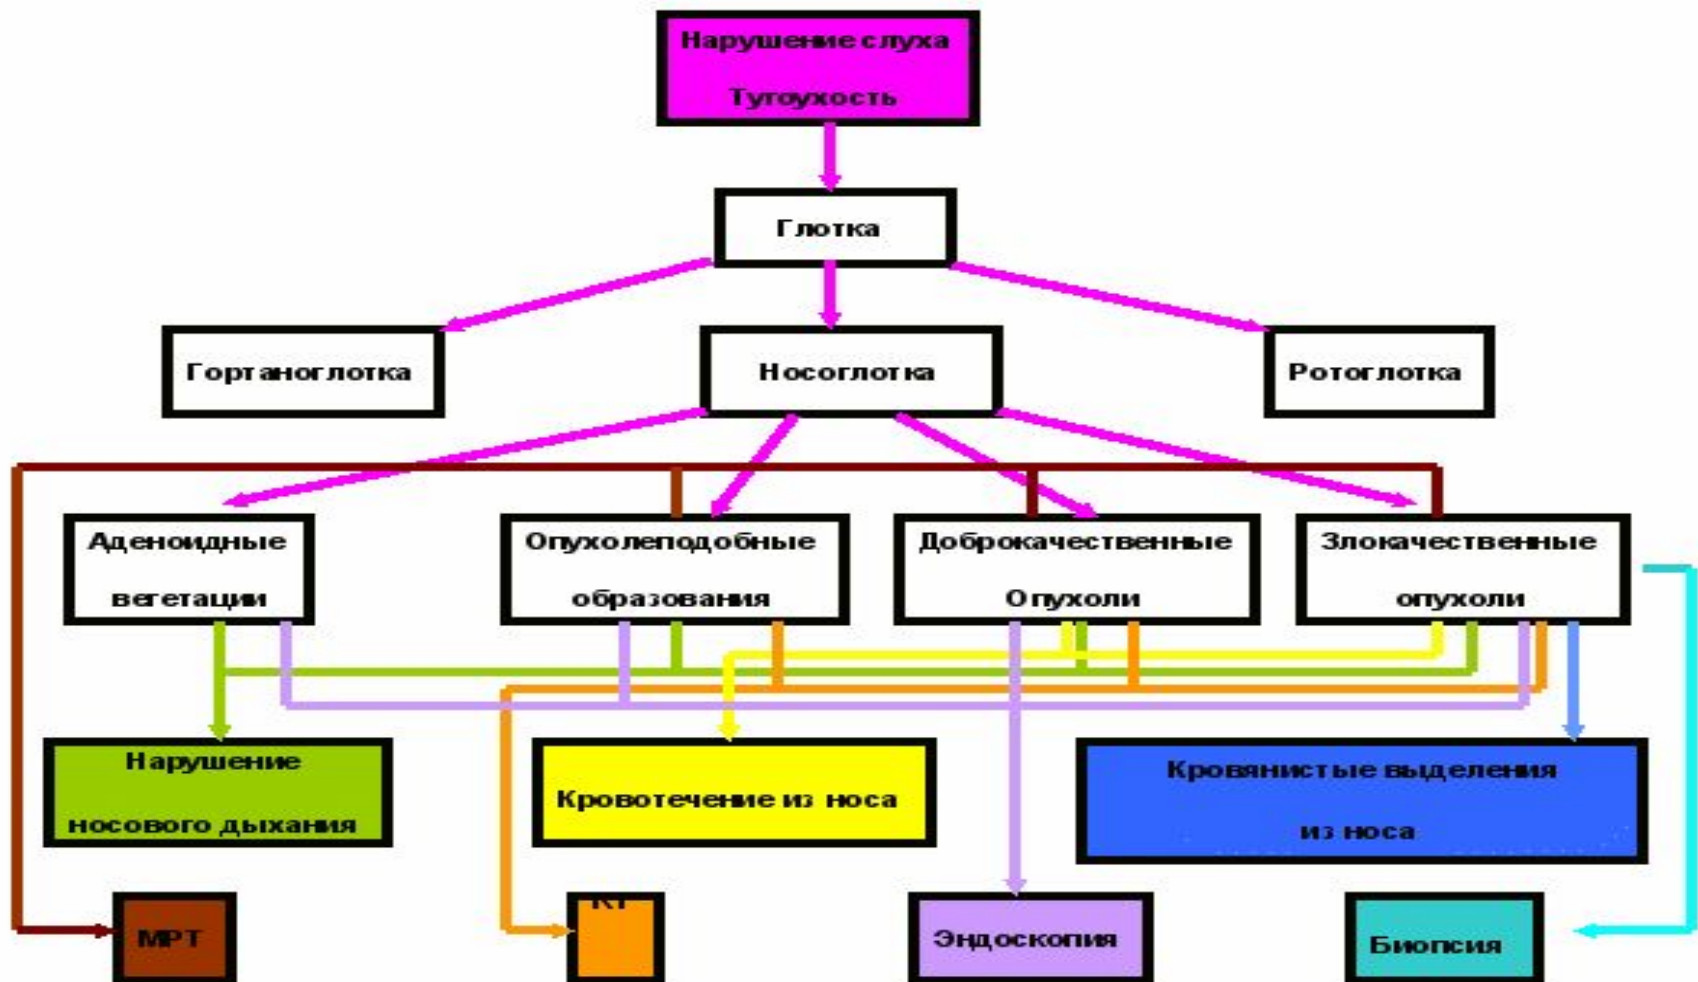 Нарушение слуха
Тугоухость
Глотка
Гортаноглотка
Носоглотка
Ротоглотка
Аденоидные
вегетации
Опухолеподобные
образования
Доброкачественные
Опухоли
Злокачественные
опухоли
Нарушение
носового дыхания
Кровотечение из носа
Кровянистые выделения
из носа
МРТ
КТ
Эндоскопия
Биопсия